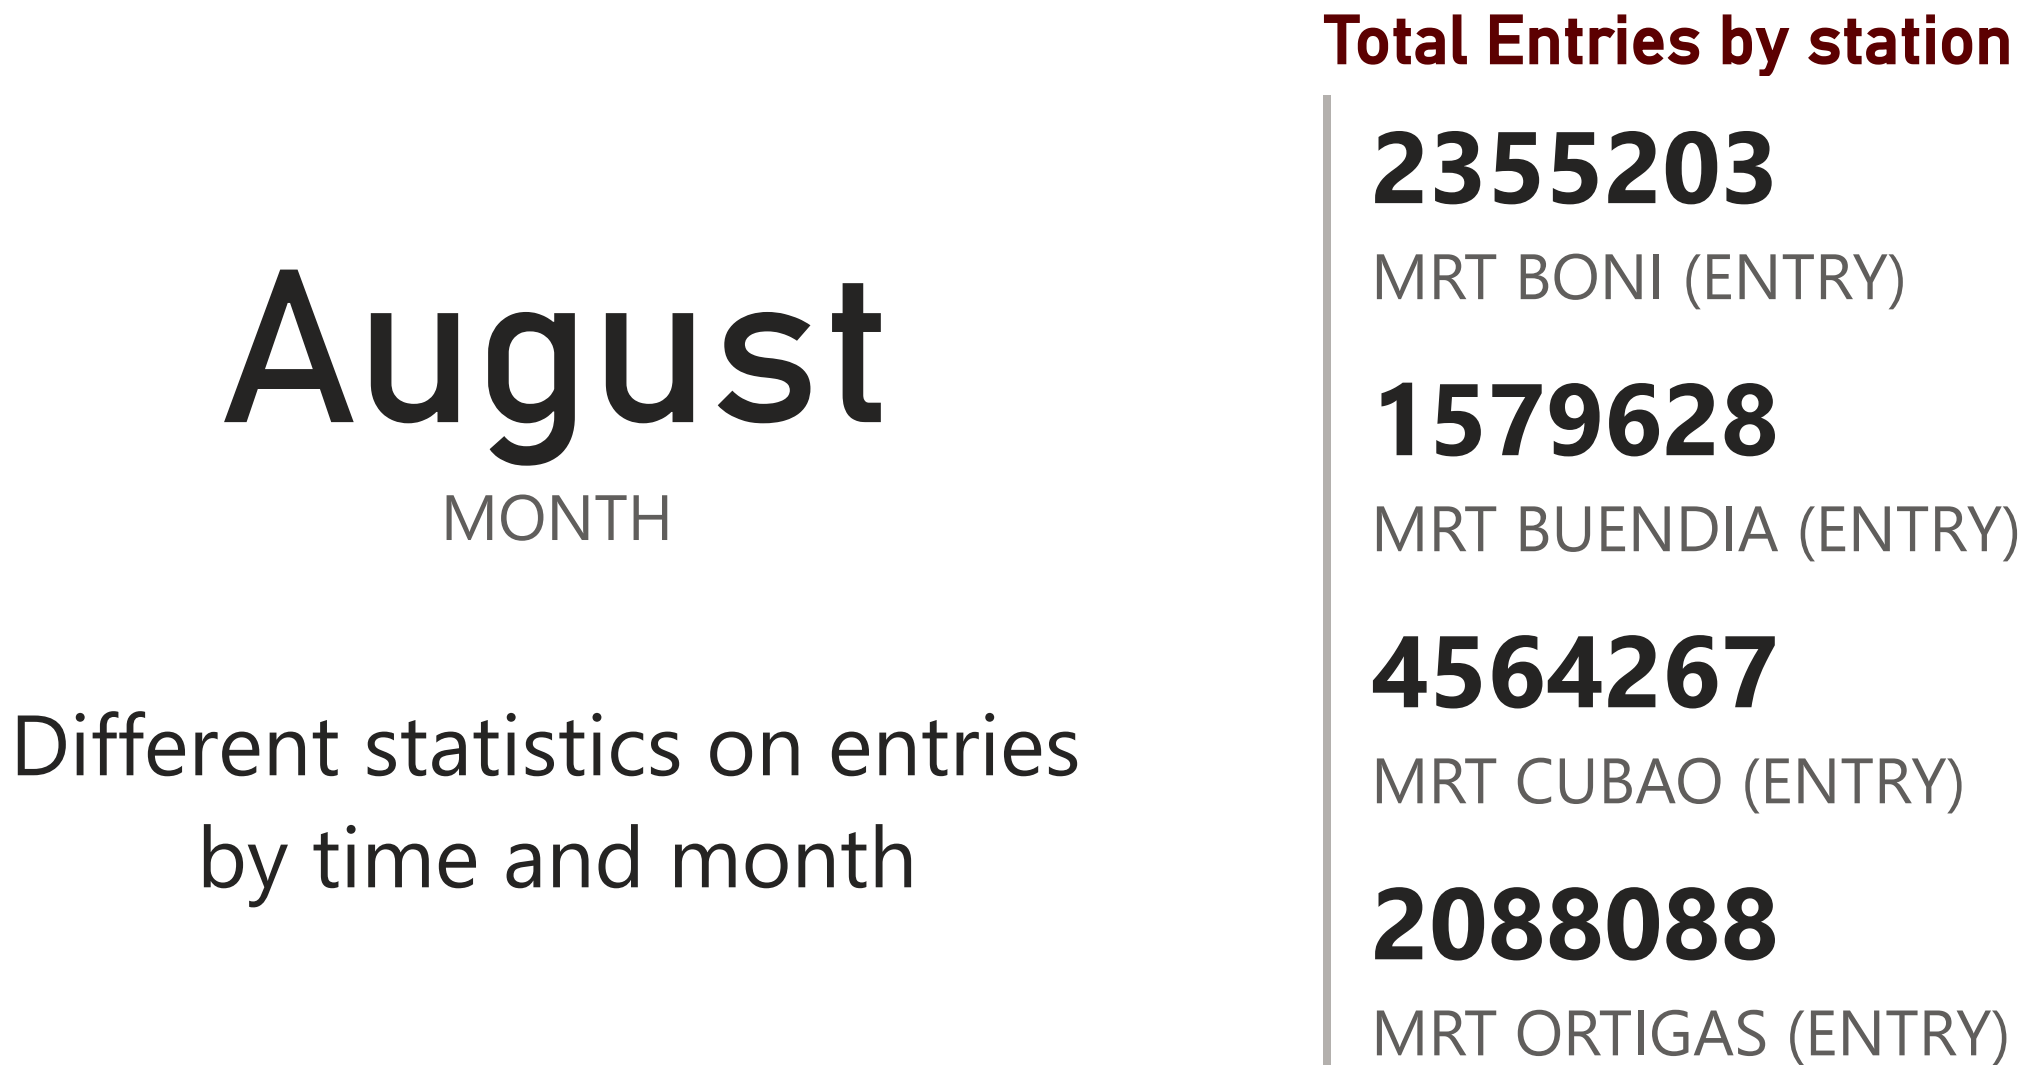 August
MONTH
Different statistics on entries
by time and month
Total Entries by station
2355203
MRT BONI (ENTRY)
1579628
MRT BUENDIA (ENTRY)
4564267
MRT CUBAO (ENTRY)
2088088
MRT ORTIGAS (ENTRY)